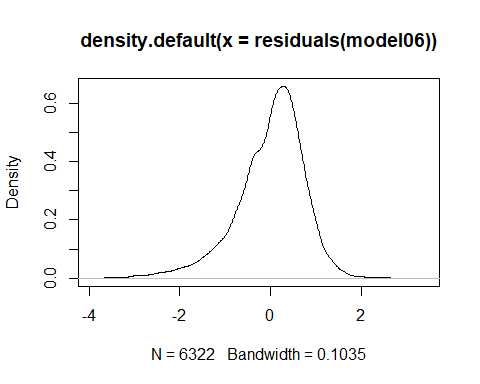 density.default(x = residuals(model06))
Density
0.6
0.4
0.2
0.0
-4 -2 0 2
N = 6322 Bandwidth = 0.1035